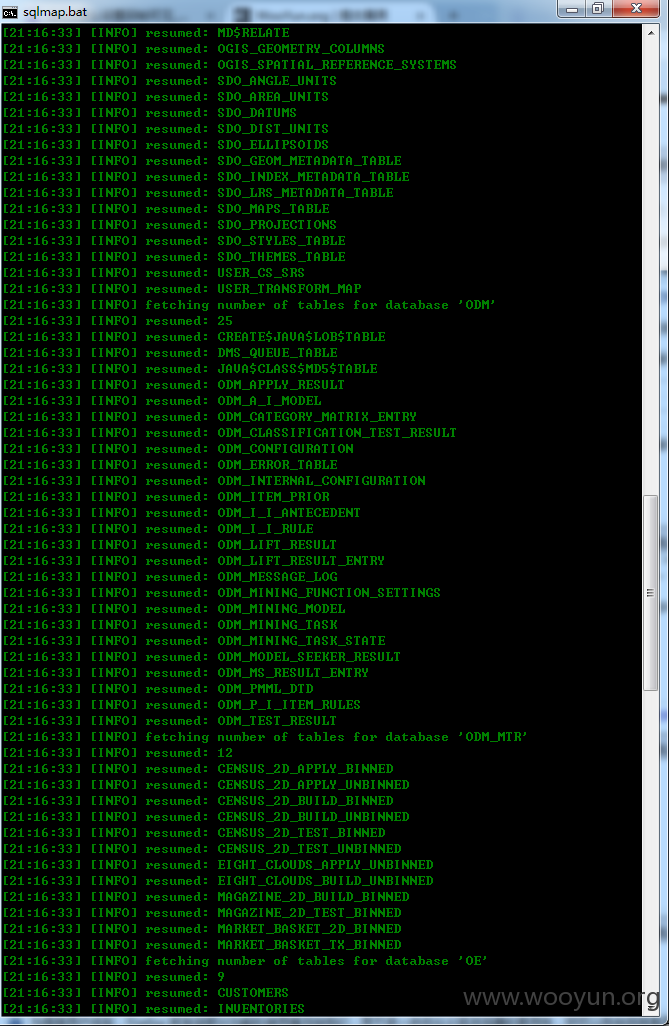 sqlmap.bat
[21:16:33] [INFO] resumed: MD$RELATE
[21:16:33] [INFO] resumed: OGIS_GEOMETRY_COLUMNS
[21:16:33] [INFO] resumed: OGIS_SPATIAL_REFERENCE_SYSTEMS
[21:16:33] [INFO] resumed: SDO_ANGLE_UNITS
[21:16:33] [INFO] resumed: SDO_AREA_UNITS
[21:16:33] [INFO] resumed: SDO_DATUMS
[21:16:33] [INFO] resumed: SDO_DIST_UNITS
[21:16:33] [INFO] resumed: SDO_ELLIPSOIDS
[21:16:33] [INFO] resumed: SDO_GEOM_METADATA_TABLE
[21:16:33] [INFO] resumed: SDO_INDEX_METADATA_TABLE
[21:16:33] [INFO] resumed: SDO_LRS_METADATA_TABLE
[21:16:33] [INFO] resumed: SDO_MAPS_TABLE
[21:16:33] [INFO] resumed: SDO_PROJECTIONS
[21:16:33] [INFO] resumed: SDO_STYLES_TABLE
[21:16:33] [INFO] resumed: SDO_THEMES_TABLE
[21:16:33] [INFO] resumed: USER_CS_SRS
[21:16:33] [INFO] resumed: USER_TRANSFORM_MAP
[21:16:33] [INFO] fetching number of tables for database 'ODM'
[21:16:33] [INFO] resumed: 25
[21:16:33] [INFO] resumed: CREATE$JAVA$LOB$TABLE
[21:16:33] [INFO] resumed: DMS_QUEUE_TABLE
[21:16:33] [INFO] resumed: JAVA$CLASS$MD5$TABLE
[21:16:33] [INFO] resumed: ODM_APPLY_RESULT
[21:16:33] [INFO] resumed: ODM_A_I_MODEL
[21:16:33] [INFO] resumed: ODM_CATEGORY_MATRIX_ENTRY
[21:16:33] [INFO] resumed: ODM_CLASSIFICATION_TEST_RESULT
[21:16:33] [INFO] resumed: ODM_CONFIGURATION
[21:16:33] [INFO] resumed: ODM_ERROR_TABLE
[21:16:33] [INFO] resumed: ODM_INTERNAL_CONFIGURATION
[21:16:33] [INFO] resumed: ODM_ITEM_PRIOR
[21:16:33] [INFO] resumed: ODM_I_I_ANTECEDENT
[21:16:33] [INFO] resumed: ODM_I_I_RULE
[21:16:33] [INFO] resumed: ODM_LIFT_RESULT
[21:16:33] [INFO] resumed: ODM_LIFT_RESULT_ENTRY
[21:16:33] [INFO] resumed: ODM_MESSAGE_LOG
[21:16:33] [INFO] resumed: ODM_MINING_FUNCTION_SETTINGS
[21:16:33] [INFO] resumed: ODM_MINING_MODEL
[21:16:33] [INFO] resumed: ODM_MINING_TASK
[21:16:33] [INFO] resumed: ODM_MINING_TASK_STATE
[21:16:33] [INFO] resumed: ODM_MODEL_SEEKER_RESULT
[21:16:33] [INFO] resumed: ODM_MS_RESULT_ENTRY
[21:16:33] [INFO] resumed: ODM_PMML_DTD
[21:16:33] [INFO] resumed: ODM_P_I_ITEM_RULES
[21:16:33] [INFO] resumed: ODM_TEST_RESULT
[21:16:33] [INFO] fetching number of tables for database 'ODM_MTR'
[21:16:33] [INFO] resumed: 12
[21:16:33] [INFO] resumed: CENSUS_2D_APPLY_BINNED
[21:16:33] [INFO] resumed: CENSUS_2D_APPLY_UNBINNED
[21:16:33] [INFO] resumed: CENSUS_2D_BUILD_BINNED
[21:16:33] [INFO] resumed: CENSUS_2D_BUILD_UNBINNED
[21:16:33] [INFO] resumed: CENSUS_2D_TEST_BINNED
[21:16:33] [INFO] resumed: CENSUS_2D_TEST_UNBINNED
[21:16:33] [INFO] resumed: EIGHT_CLOUDS_APPLY_UNBINNED
[21:16:33] [INFO] resumed: EIGHT_CLOUDS_BUILD_UNBINNED
[21:16:33] [INFO] resumed: MAGAZINE_2D_BUILD_BINNED
[21:16:33] [INFO] resumed: MAGAZINE_2D_TEST_BINNED
[21:16:33] [INFO] resumed: MARKET_BASKET_2D_BINNED
[21:16:33] [INFO] resumed: MARKET_BASKET_TX_BINNED
[21:16:33] [INFO] fetching number of tables for database 'OE'
[21:16:33] [INFO] resumed: 9
[21:16:33] [INFO] resumed: CUSTOMERS
[21:16:33] [INFO] resumed: INVENTORIES
www.wooyun.org